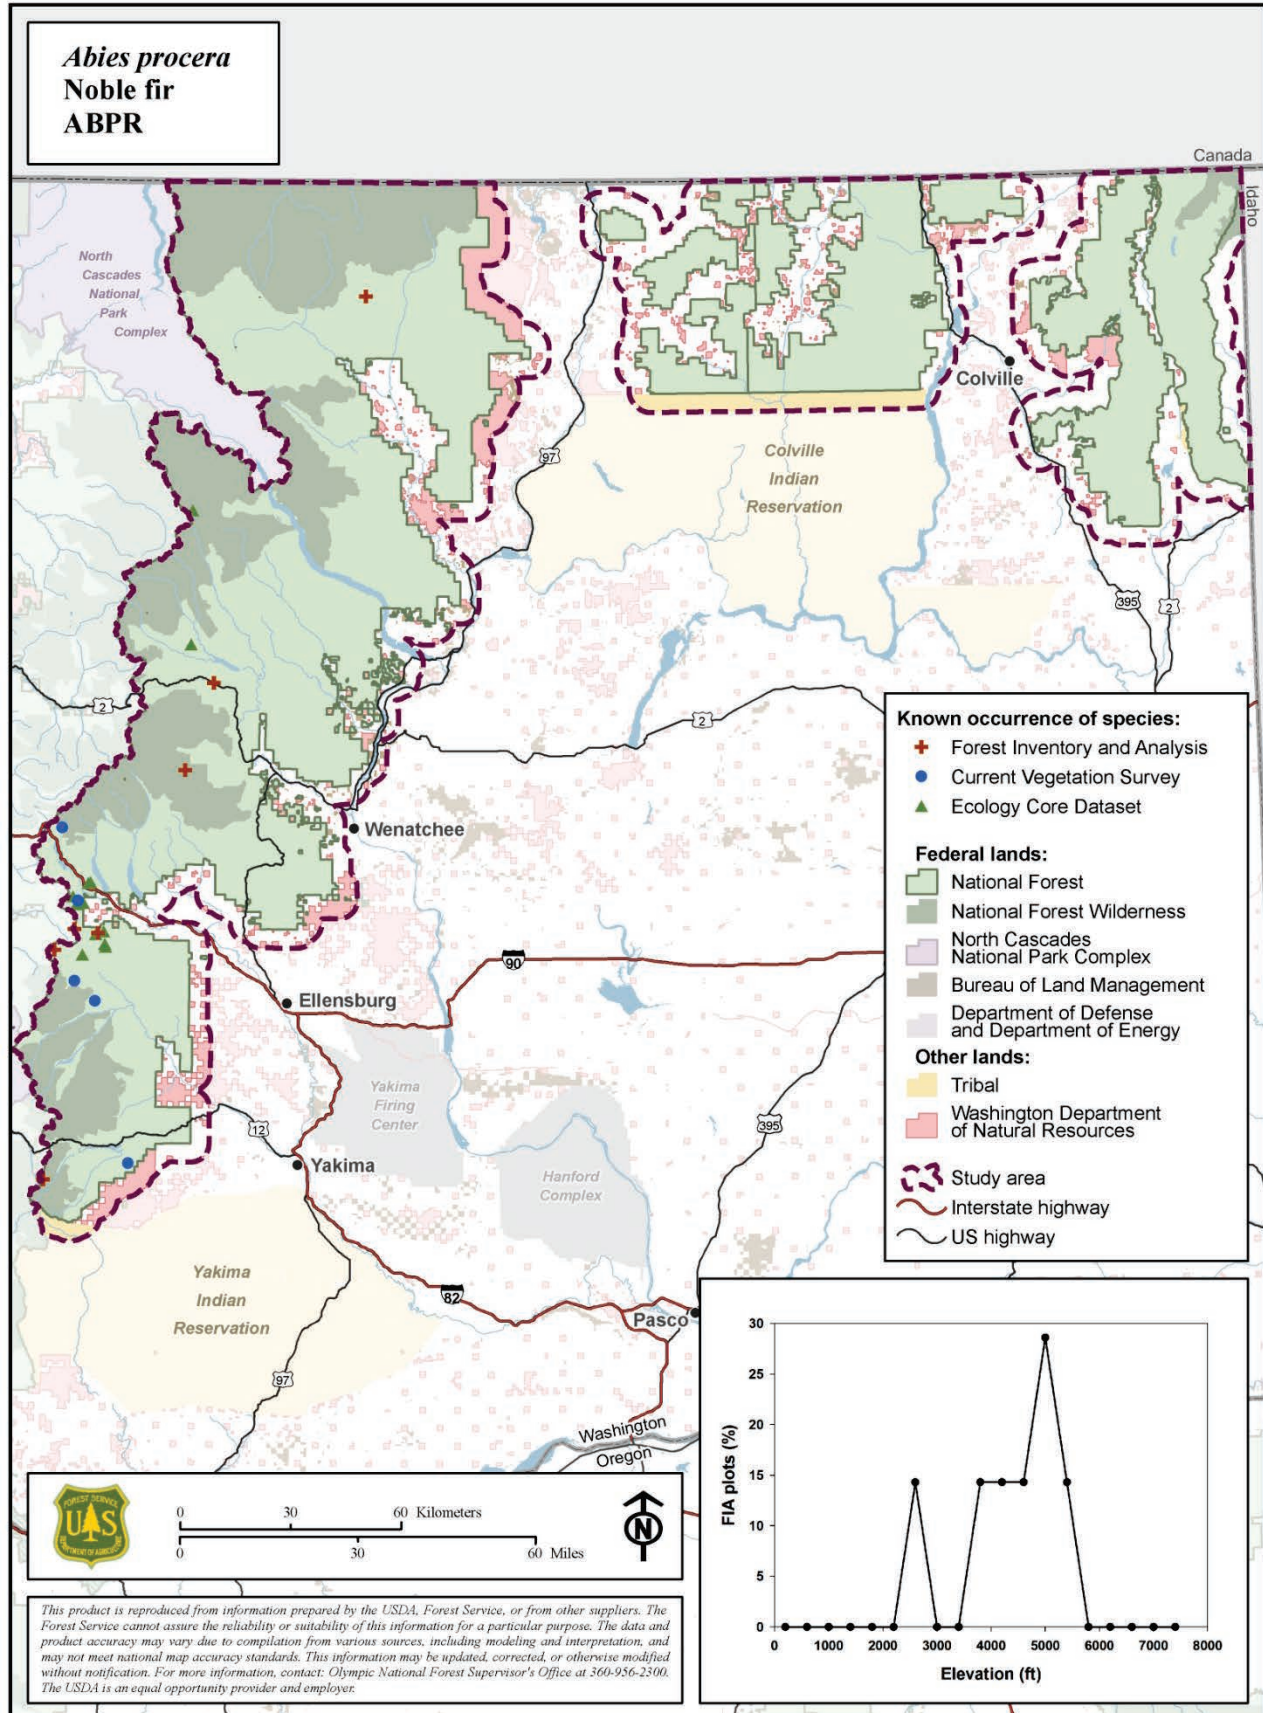 Abies procera
Noble fir
ABPR
Canada
Idaho
North
Cascades
National
Park
Complex
Colville
97
Colville
Indian
Reservation
395
2
2
2
Wenatchee
90
Ellensburg
Yakima
Firing
Center
395
12
Yakima
Hanford
Complex
Yakima
Indian
Reservation
82
Pasco
97
Washington
Oregon
Known occurrence of species:
Forest Inventory and Analysis
Current Vegetation Survey
Ecology Core Dataset
Federal lands:
National Forest
National Forest Wilderness
North Cascades
National Park Complex
Bureau of Land Management
Department of Defense
and Department of Energy
Other lands:
Tribal
Washington Department
of Natural Resources
Study area
Interstate highway
US highway
30
25
20
15
10
5
0
FIA plots (%)
0 1000 2000 3000 4000 5000 6000 7000 8000
Elevation (ft)
FOREST SERVICE
U S
DEPARTMENT OF AGRICULTURE
0 30 60 Kilometers
0 30 60 Miles
N
This product is reproduced from information prepared by the USDA, Forest Service, or from other suppliers. The
Forest Service cannot assure the reliability or suitability of this information for a particular purpose. The data and
product accuracy may vary due to compilation from various sources, including modeling and interpretation, and
may not meet national map accuracy standards. This information may be updated, corrected, or otherwise modified
without notification. For more information, contact: Olympic National Forest Supervisor's Office at 360-956-2300.
The USDA is an equal opportunity provider and employer.